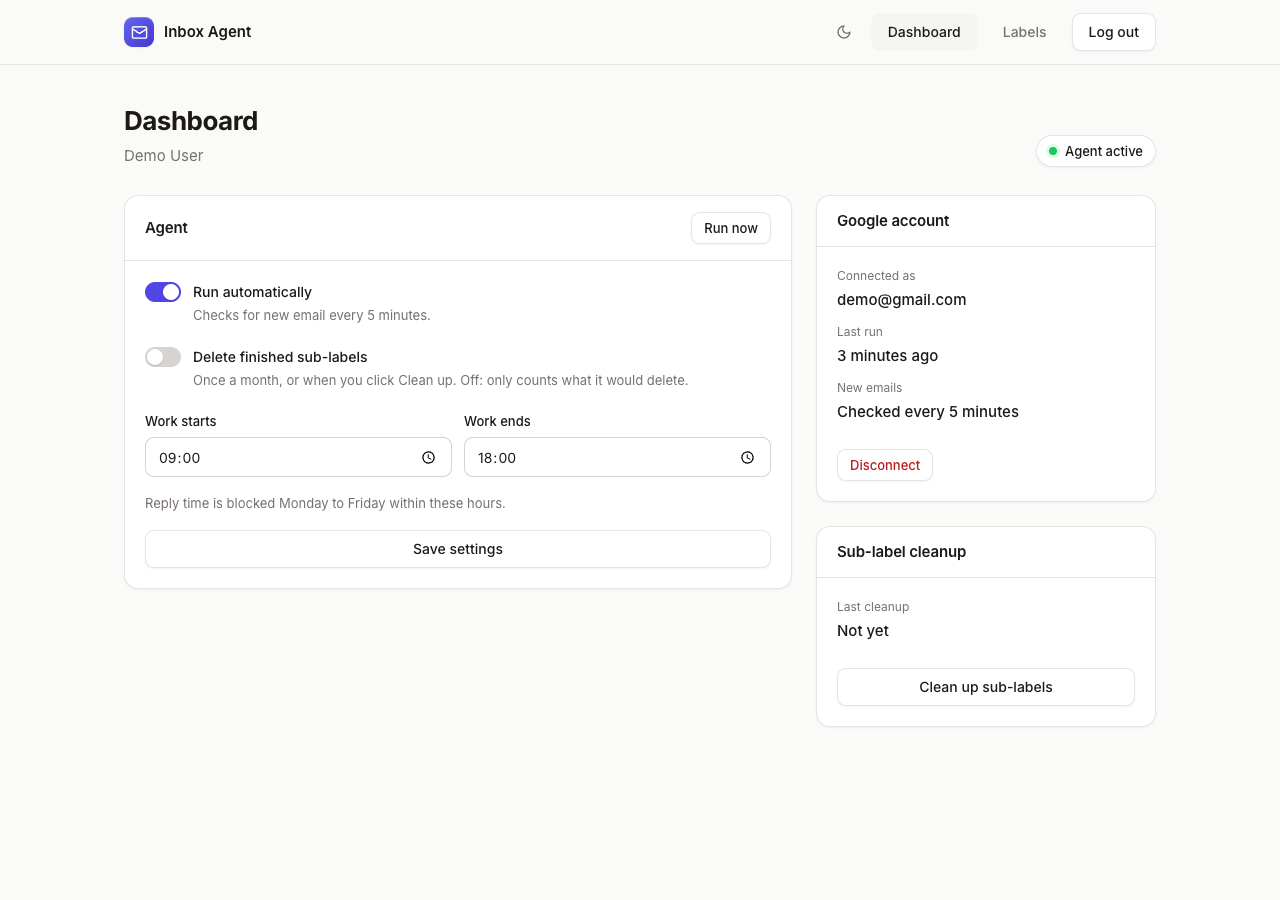 Inbox Agent
Dashboard
Labels
Log out
Dashboard
Demo User
Agent active
Agent
Run now
Run automatically
Checks for new email every 5 minutes.
Delete finished sub-labels
Once a month, or when you click Clean up. Off: only counts what it would delete.
Work starts
Work ends
09:00
18:00
Reply time is blocked Monday to Friday within these hours.
Save settings
Google account
Connected as
demo@gmail.com
Last run
3 minutes ago
New emails
Checked every 5 minutes
Disconnect
Sub-label cleanup
Last cleanup
Not yet
Clean up sub-labels